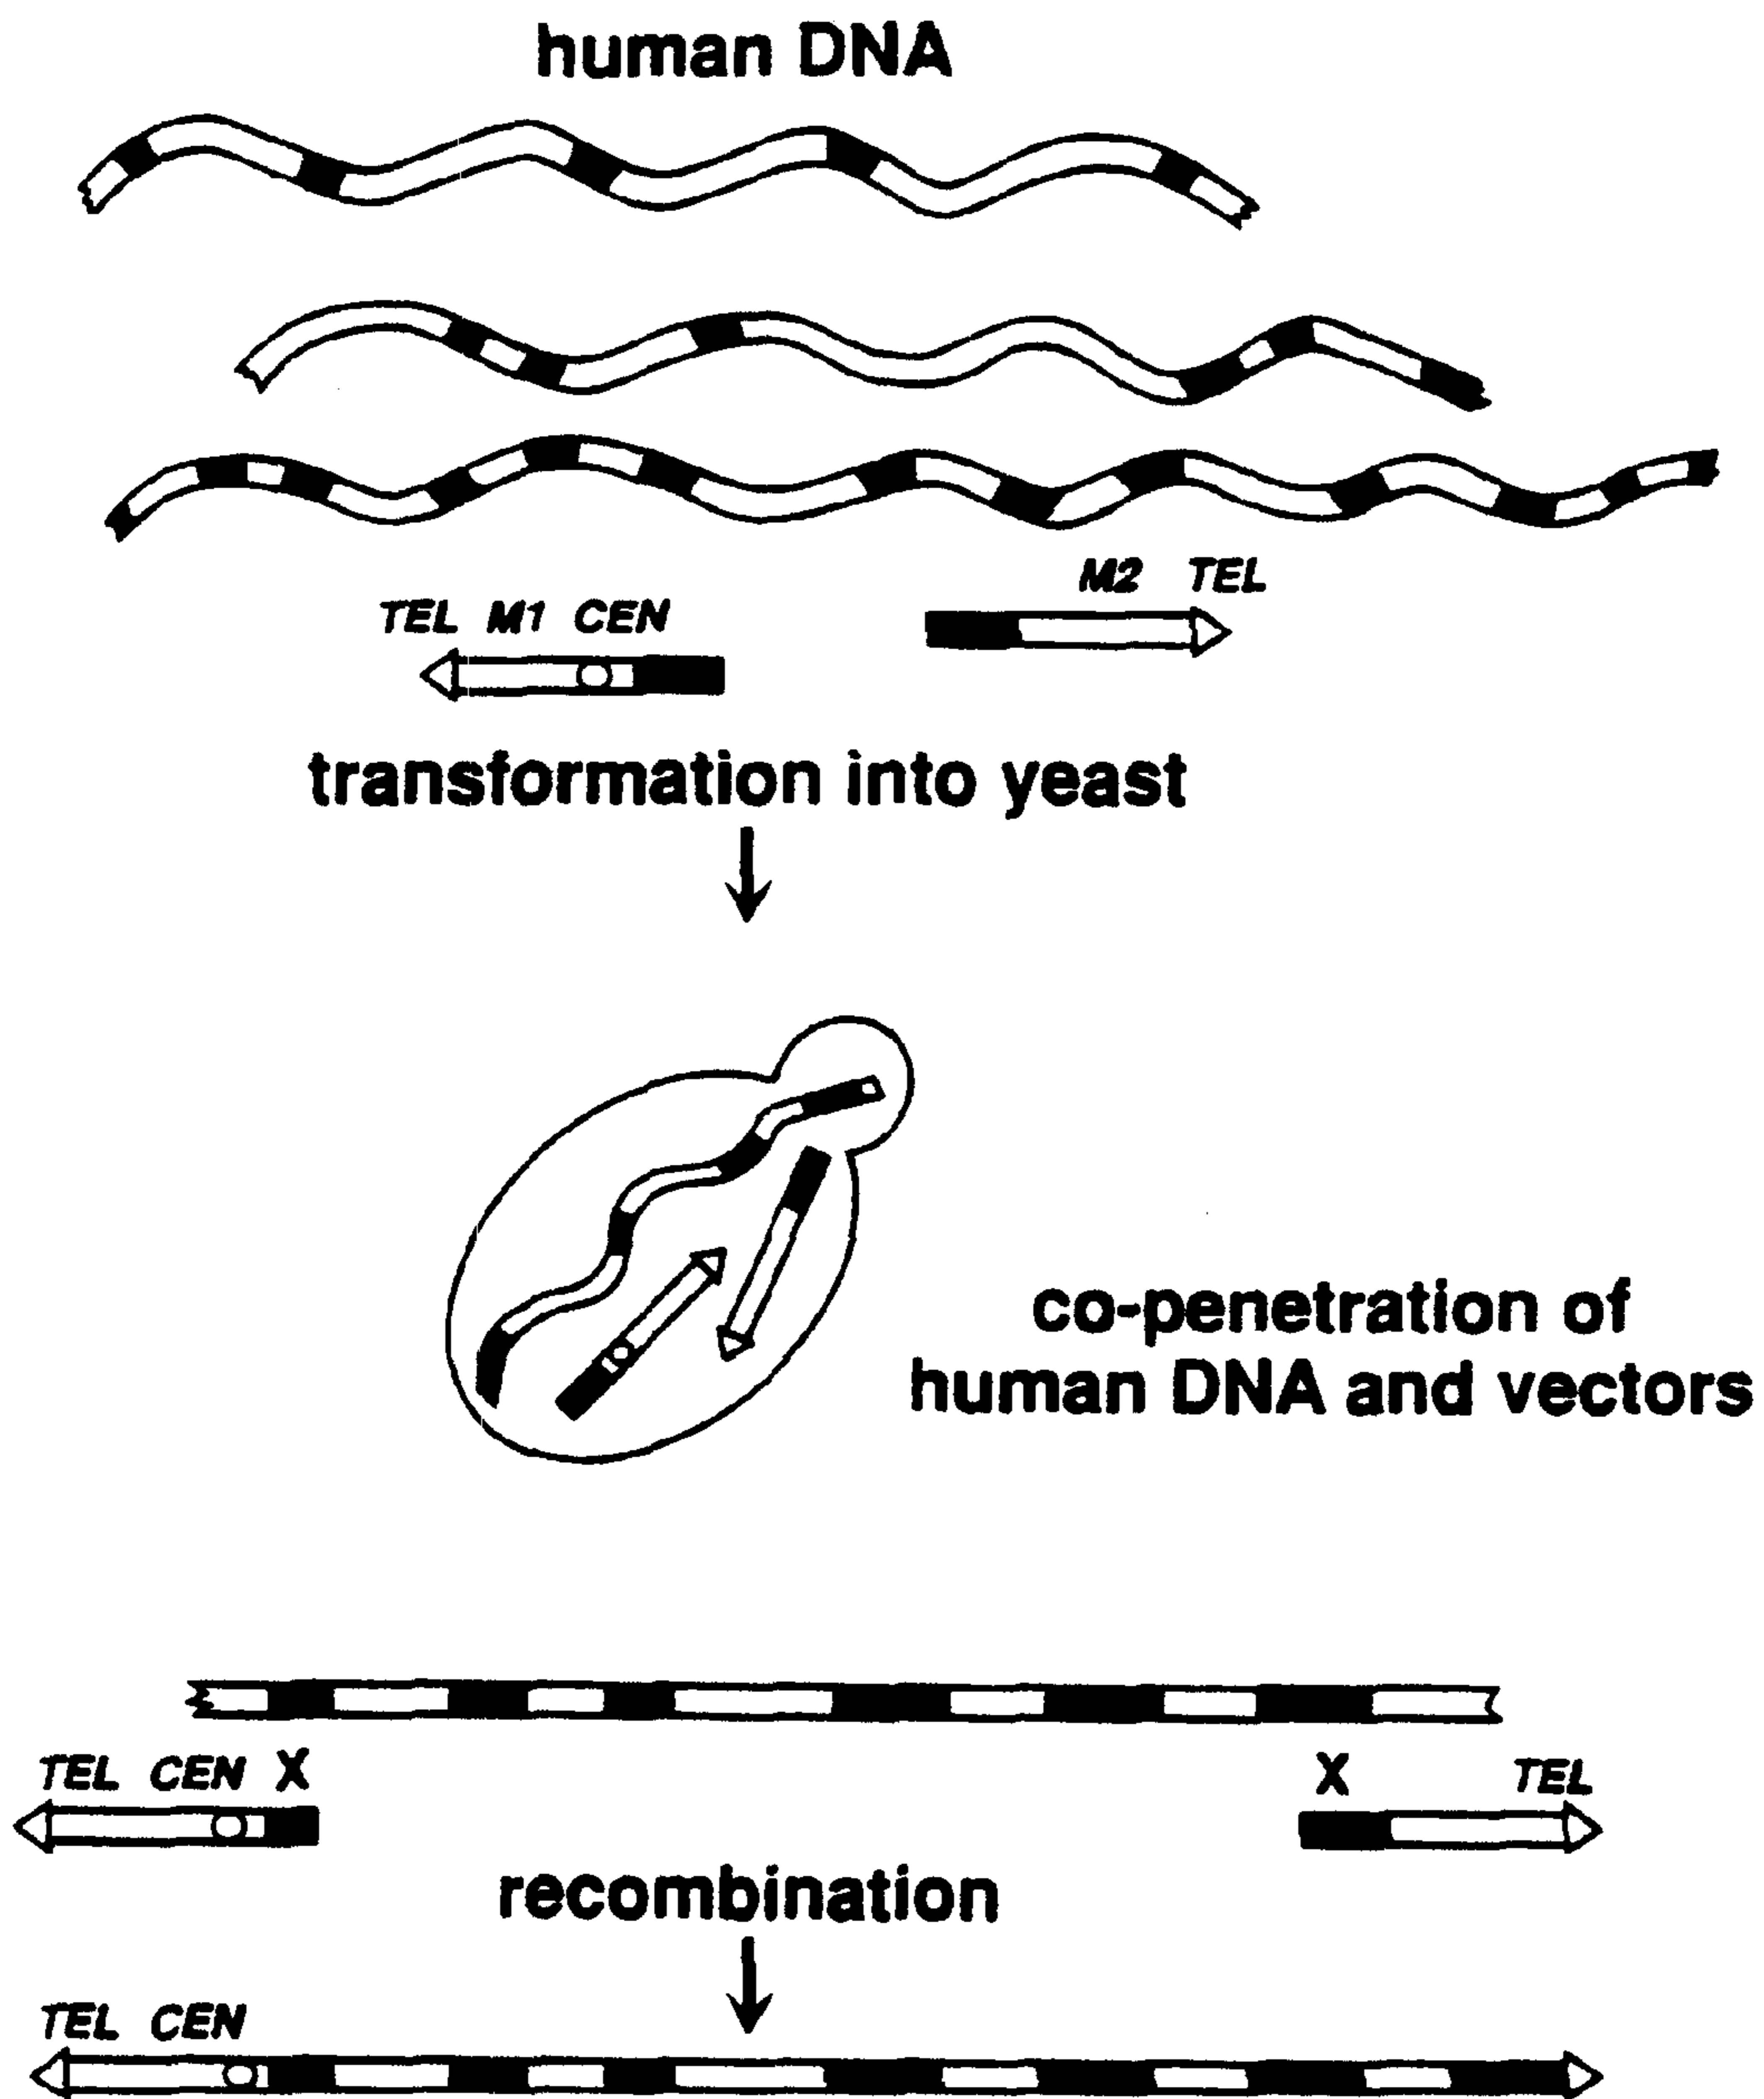 human DNA
M2 TEL
TEL M1 CEN
transformation into yeast
co-penetration of
human DNA and vectors
TEL CEN X
X TEL
recombination
TEL CEN